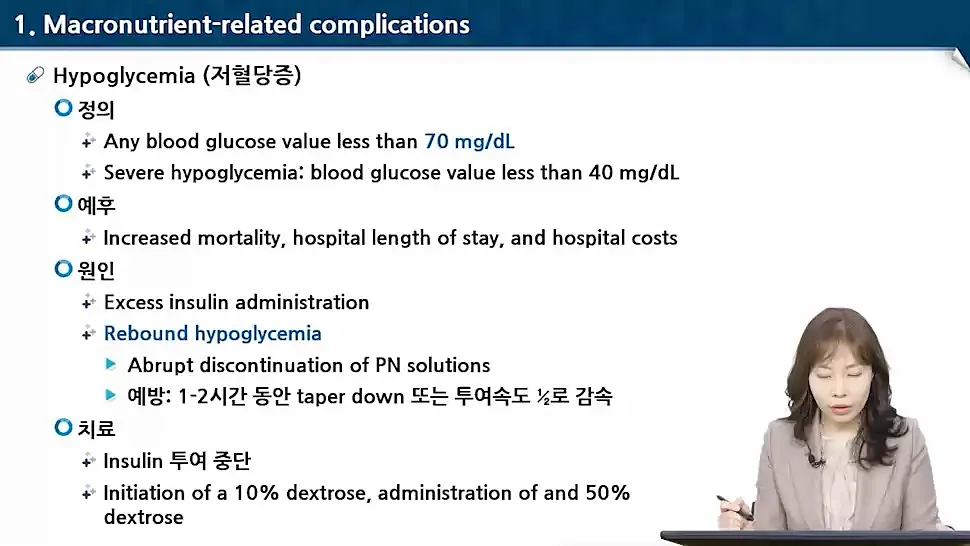 1. Macronutrient-related complications
Hypoglycemia (저혈당증)
정의
Any blood glucose value less than 70 mg/dL
Severe hypoglycemia: blood glucose value less than 40 mg/dL
예후
Increased mortality, hospital length of stay, and hospital costs
원인
Excess insulin administration
Rebound hypoglycemia
Abrupt discontinuation of PN solutions
예방: 1-2시간 동안 taper down 또는 투여속도 ½로 감속
치료
Insulin 투여 중단
Initiation of a 10% dextrose, administration of and 50%
dextrose